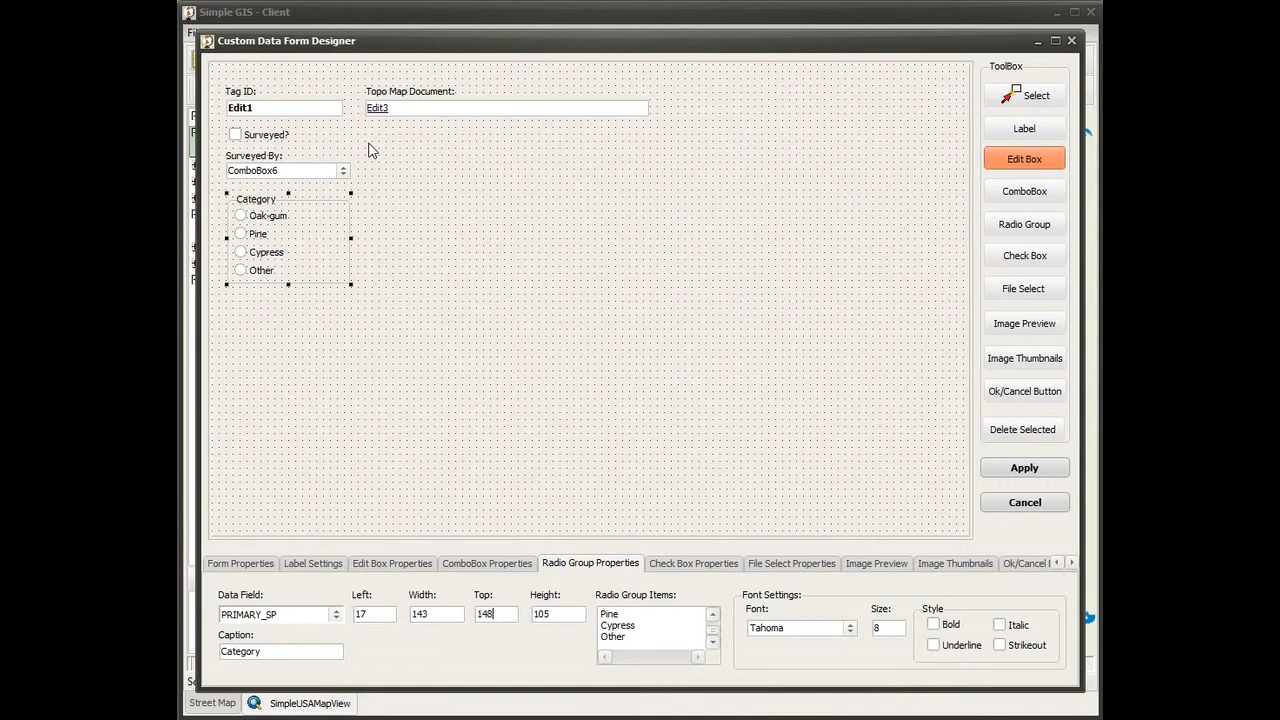 Simple GIS - Client
Custom Data Form Designer
ToolBox
Tag ID:
Topo Map Document:
Edit1
Edit3
Select
Surveyed?
Label
Surveyed By:
Edit Box
ComboBox6
ComboBox
Category
Oak-gum
Radio Group
Pine
Cypress
Check Box
Other
File Select
Image Preview
Image Thumbnails
Ok/Cancel Button
Delete Selected
Apply
Cancel
Form Properties
Label Settings
Edit Box Properties
ComboBox Properties
Radio Group Properties
Check Box Properties
File Select Properties
Image Preview
Image Thumbnails
Ok/Cancel
Data Field:
Left:
Width:
Top:
Height:
Radio Group Items:
Font Settings:
PRIMARY_SP
17
143
148
105
Pine
Cypress
Other
Font:
Size:
Style
Tahoma
8
Bold
Italic
Caption:
Underline
Strikeout
Category
Street Map
SimpleUSAMapView